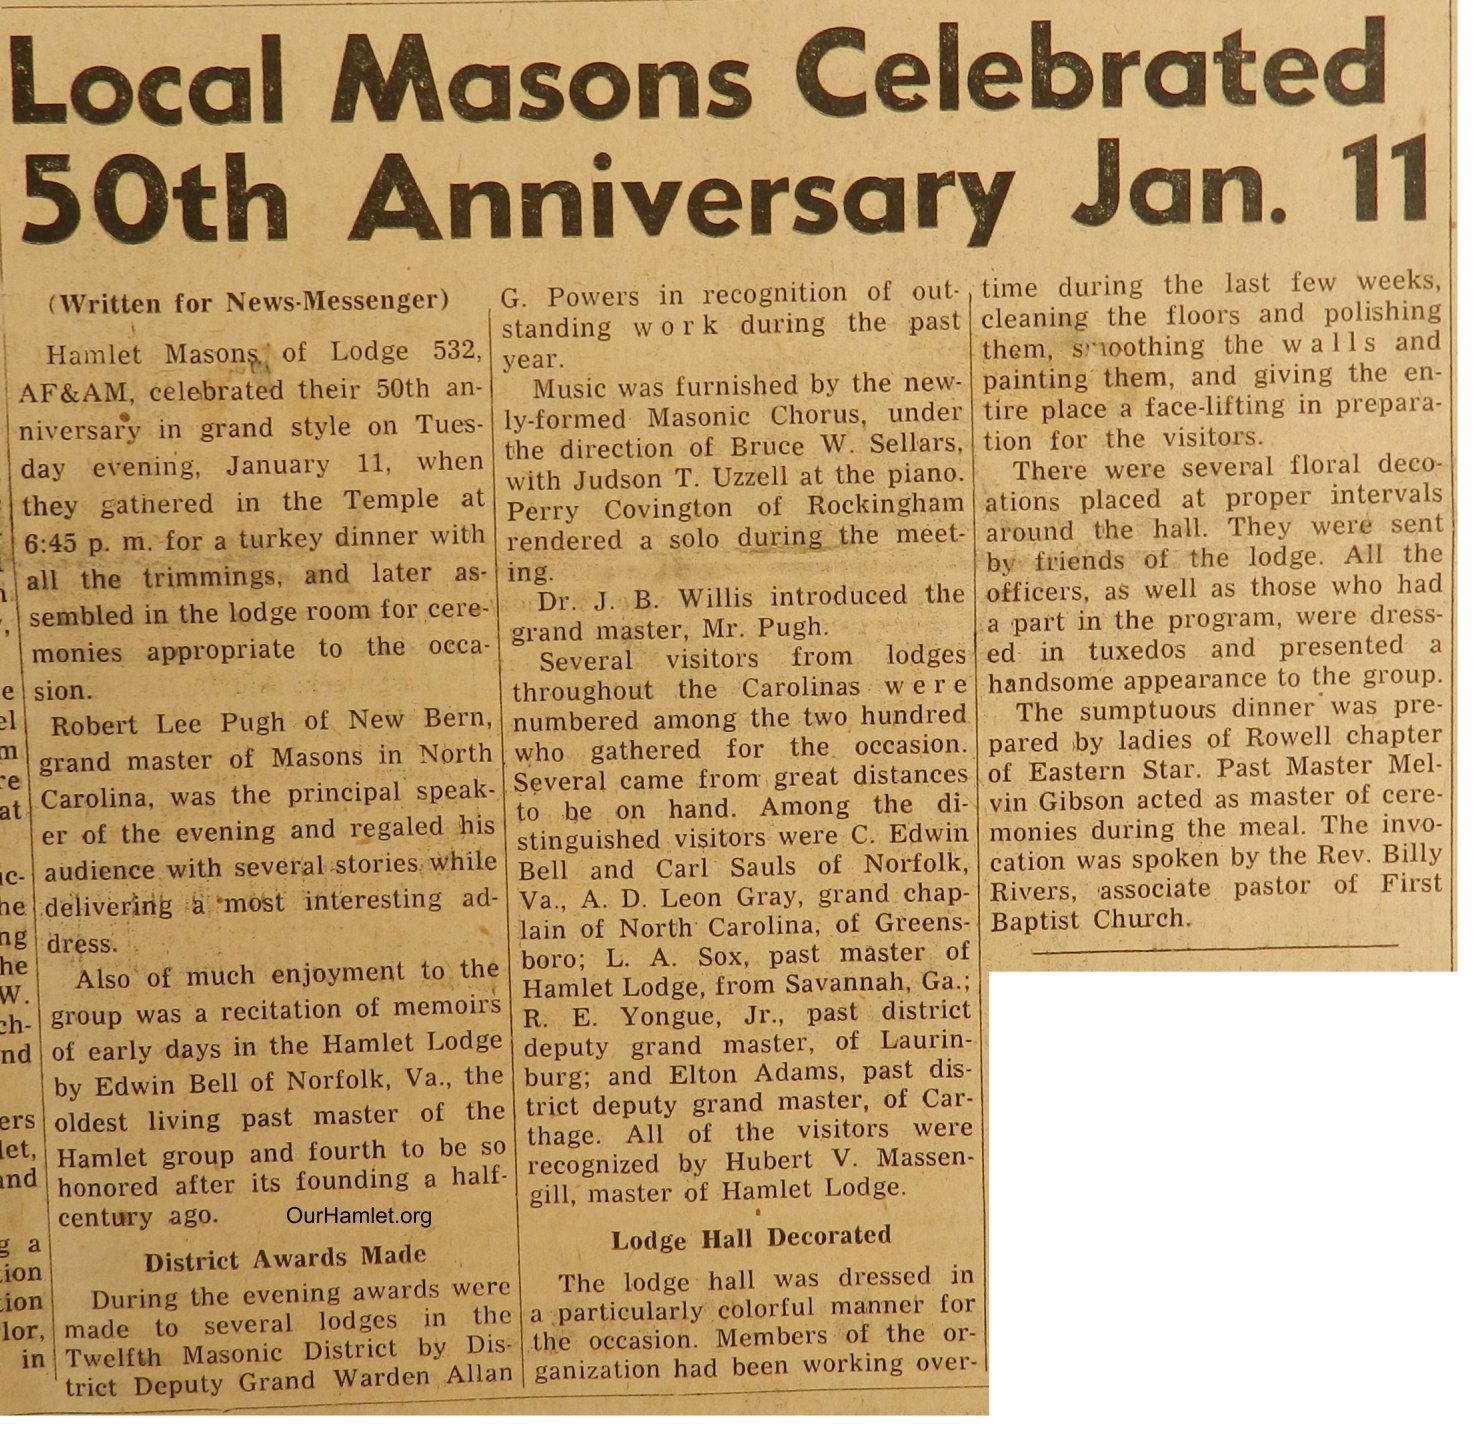 Local Masons Celebrated
50th Anniversary Jan. 11
(Written for News-Messenger)
Hamlet Masons of Lodge 532,
AF&AM, celebrated their 50th an-
niversary in grand style on Tues-
day evening, January 11, when
they gathered in the Temple at
6:45 p. m. for a turkey dinner with
all the trimmings, and later as-
sembled in the lodge room for cere-
monies appropriate to the occa-
sion.
Robert Lee Pugh of New Bern,
grand master of Masons in North
Carolina, was the principal speak-
er of the evening and regaled his
audience with several stories while
delivering a most interesting ad-
dress.
Also of much enjoyment to the
group was a recitation of memoirs
of early days in the Hamlet Lodge
by Edwin Bell of Norfolk, Va., the
oldest living past master of the
Hamlet group and fourth to be so
honored after its founding a half-
century ago.
OurHamlet.org
District Awards Made
During the evening awards were
made to several lodges in the
Twelfth Masonic District by Dis-
trict Deputy Grand Warden Allan
G. Powers in recognition of out-
standing work during the past
year.
Music was furnished by the new-
ly-formed Masonic Chorus, under
the direction of Bruce W. Sellars,
with Judson T. Uzzell at the piano.
Perry Covington of Rockingham
rendered a solo during the meet-
ing.
Dr. J. B. Willis introduced the
grand master, Mr. Pugh.
Several visitors from lodges
throughout the Carolinas were
numbered among the two hundred
who gathered for the occasion.
Several came from great distances
to be on hand. Among the di-
stinguished visitors were C. Edwin
Bell and Carl Sauls of Norfolk,
Va., A. D. Leon Gray, grand chap-
lain of North Carolina, of Greens-
boro; L. A. Sox, past master of
Hamlet Lodge, from Savannah, Ga.;
R. E. Yongue, Jr., past district
deputy grand master, of Laurin-
burg; and Elton Adams, past dis-
trict deputy grand master, of Car-
thage. All of the visitors were
recognized by Hubert V. Massen-
gill, master of Hamlet Lodge.
Lodge Hall Decorated
The lodge hall was dressed in
a particularly colorful manner for
the occasion. Members of the or-
ganization had been working over-
time during the last few weeks,
cleaning the floors and polishing
them, smoothing the walls and
painting them, and giving the en-
tire place a face-lifting in prepara-
tion for the visitors.
There were several floral deco-
ations placed at proper intervals
around the hall. They were sent
by friends of the lodge. All the
officers, as well as those who had
a part in the program, were dress-
ed in tuxedos and presented a
handsome appearance to the group.
The sumptuous dinner was pre-
pared by ladies of Rowell chapter
of Eastern Star. Past Master Mel-
vin Gibson acted as master of cere-
monies during the meal. The invo-
cation was spoken by the Rev. Billy
Rivers, associate pastor of First
Baptist Church.